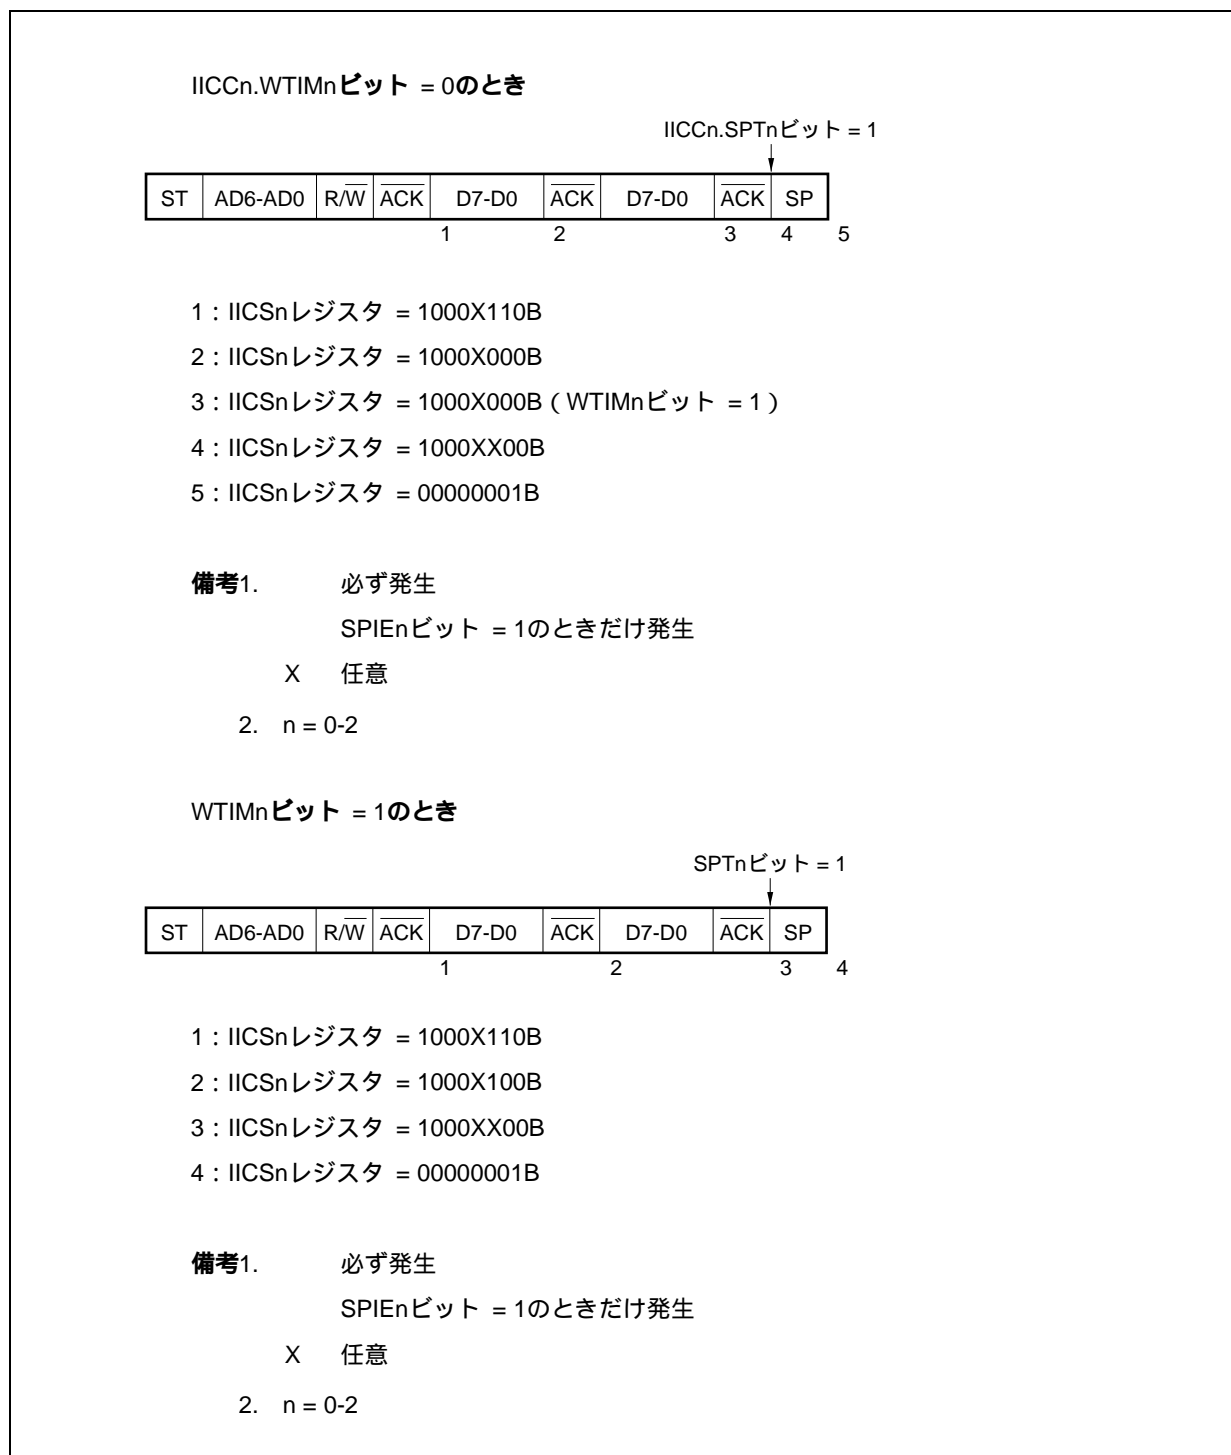 IICCn.WTIMnビット = 0のとき
IICCn.SPTnビット = 1
ST AD6-AD0 R/W ACK D7-D0 ACK D7-D0 ACK SP
1 2 3 4 5
1：IICSnレジスタ = 1000X110B
2：IICSnレジスタ = 1000X000B
3：IICSnレジスタ = 1000X000B（WTIMnビット = 1）
4：IICSnレジスタ = 1000XX00B
5：IICSnレジスタ = 00000001B
備考1. 必ず発生
SPIEnビット = 1のときだけ発生
X 任意
2. n = 0-2
WTIMnビット = 1のとき
SPTnビット = 1
ST AD6-AD0 R/W ACK D7-D0 ACK D7-D0 ACK SP
1 2 3 4
1：IICSnレジスタ = 1000X110B
2：IICSnレジスタ = 1000X100B
3：IICSnレジスタ = 1000XX00B
4：IICSnレジスタ = 00000001B
備考1. 必ず発生
SPIEnビット = 1のときだけ発生
X 任意
2. n = 0-2